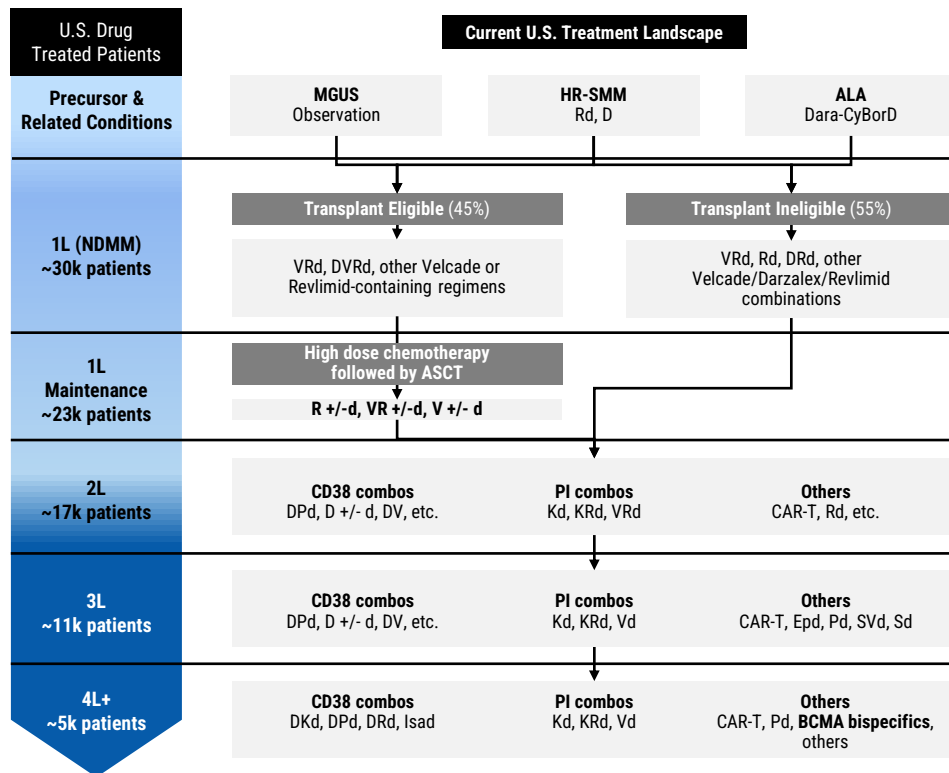 U.S. Drug
Treated Patients
Current U.S. Treatment Landscape
Precursor &
Related Conditions
MGUS
Observation
HR-SMM
Rd, D
ALA
Dara-CyBorD
1L (NDMM)
~30k patients
Transplant Eligible (45%)
VRd, DVRd, other Velcade or
Revlimid-containing regimens
Transplant Ineligible (55%)
VRd, Rd, DRd, other
Velcade/Darzalex/Revlimid
combinations
1L
Maintenance
~23k patients
High dose chemotherapy
followed by ASCT
R +/-d, VR +/-d, V +/- d
2L
~17k patients
CD38 combos
DPd, D +/- d, DV, etc.
PI combos
Kd, KRd, VRd
Others
CAR-T, Rd, etc.
3L
~11k patients
CD38 combos
DPd, D +/- d, DV, etc.
PI combos
Kd, KRd, Vd
Others
CAR-T, Epd, Pd, SVd, Sd
4L+
~5k patients
CD38 combos
DKd, DPd, DRd, Isad
PI combos
Kd, KRd, Vd
Others
CAR-T, Pd, BCMA bispecifics,
others